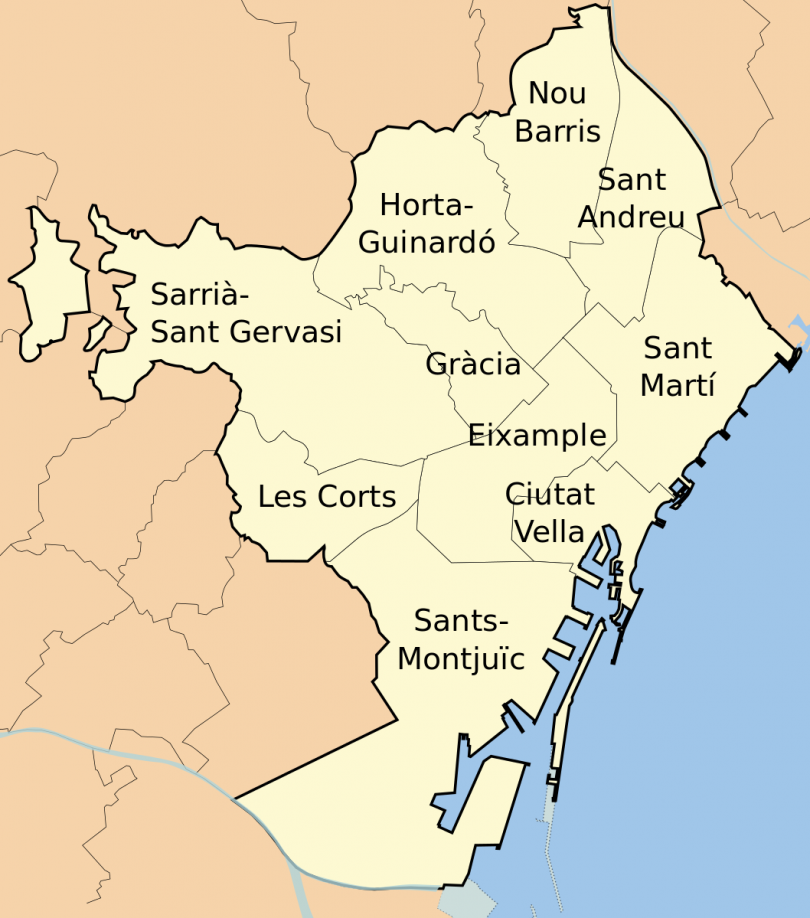 Nou
Barris
Sant
Andreu
Horta-
Guinardó
Sarrià-
Sant Gervasi
Gràcia
Sant
Martí
Eixample
Les Corts
Ciutat
Vella
Sants-
Montjuïc